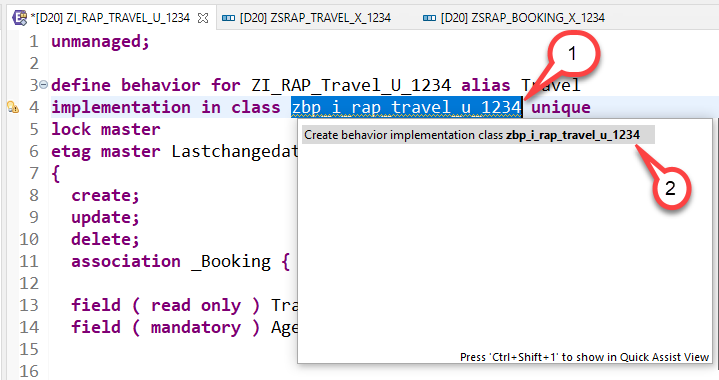 *[D20] ZI_RAP_TRAVEL_U_1234 [D20] ZSRAP_TRAVEL_X_1234 [D20] ZSRAP_BOOKING_X_1234
1 unmanaged;
2
3 define behavior for ZI_RAP_Travel_U_1234 alias Travel
4 implementation in class zbp_i_rap_travel_u_1234 unique
5 lock master
6 etag master Lastchangedat
7 {
8 create;
9 update;
10 delete;
11 association _Booking {
12
13 field ( read only ) Tra
14 field ( mandatory ) Age
15
16
1
Create behavior implementation class zbp_i_rap_travel_u_1234
2
Press 'Ctrl+Shift+1' to show in Quick Assist View